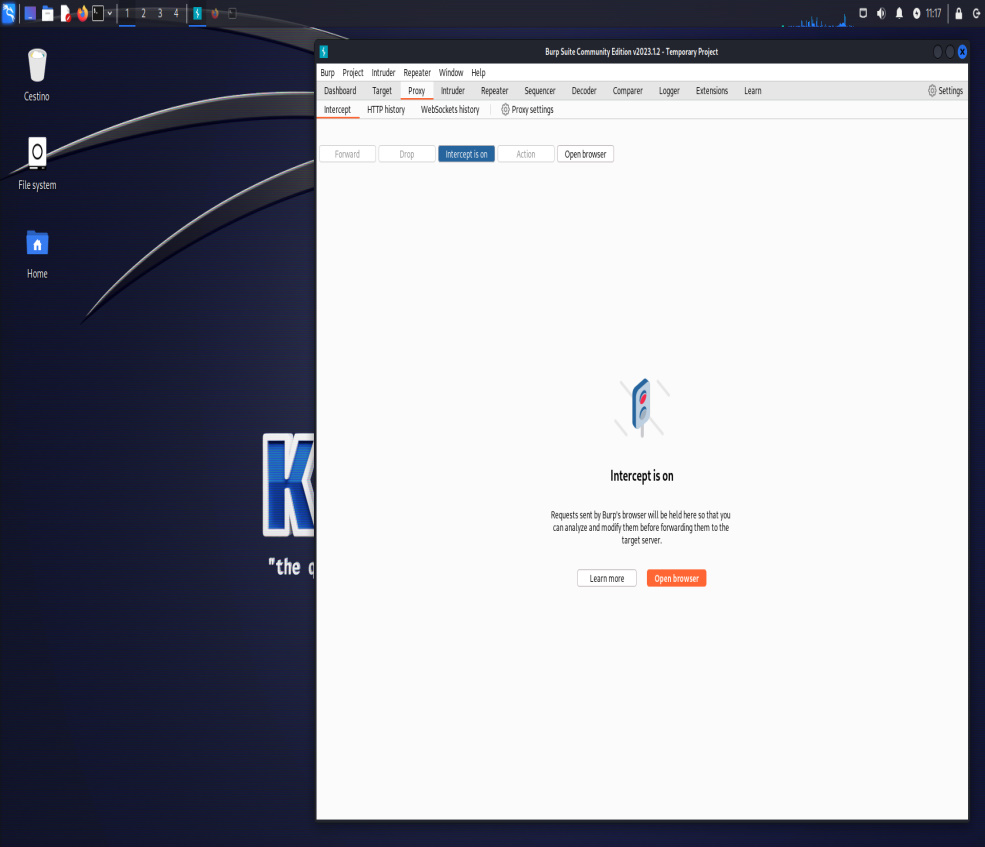 1 2 3 4
11:17
Cestino
File system
Home
"the q
Burp Suite Community Edition v2023.1.2 - Temporary Project
Burp Project Intruder Repeater Window Help
Dashboard Target Proxy Intruder Repeater Sequencer Decoder Comparer Logger Extensions Learn Settings
Intercept HTTP history WebSockets history Proxy settings
Forward Drop Intercept is on Action Open browser
Intercept is on
Requests sent by Burp's browser will be held here so that you
can analyze and modify them before forwarding them to the
target server.
Learn more Open browser